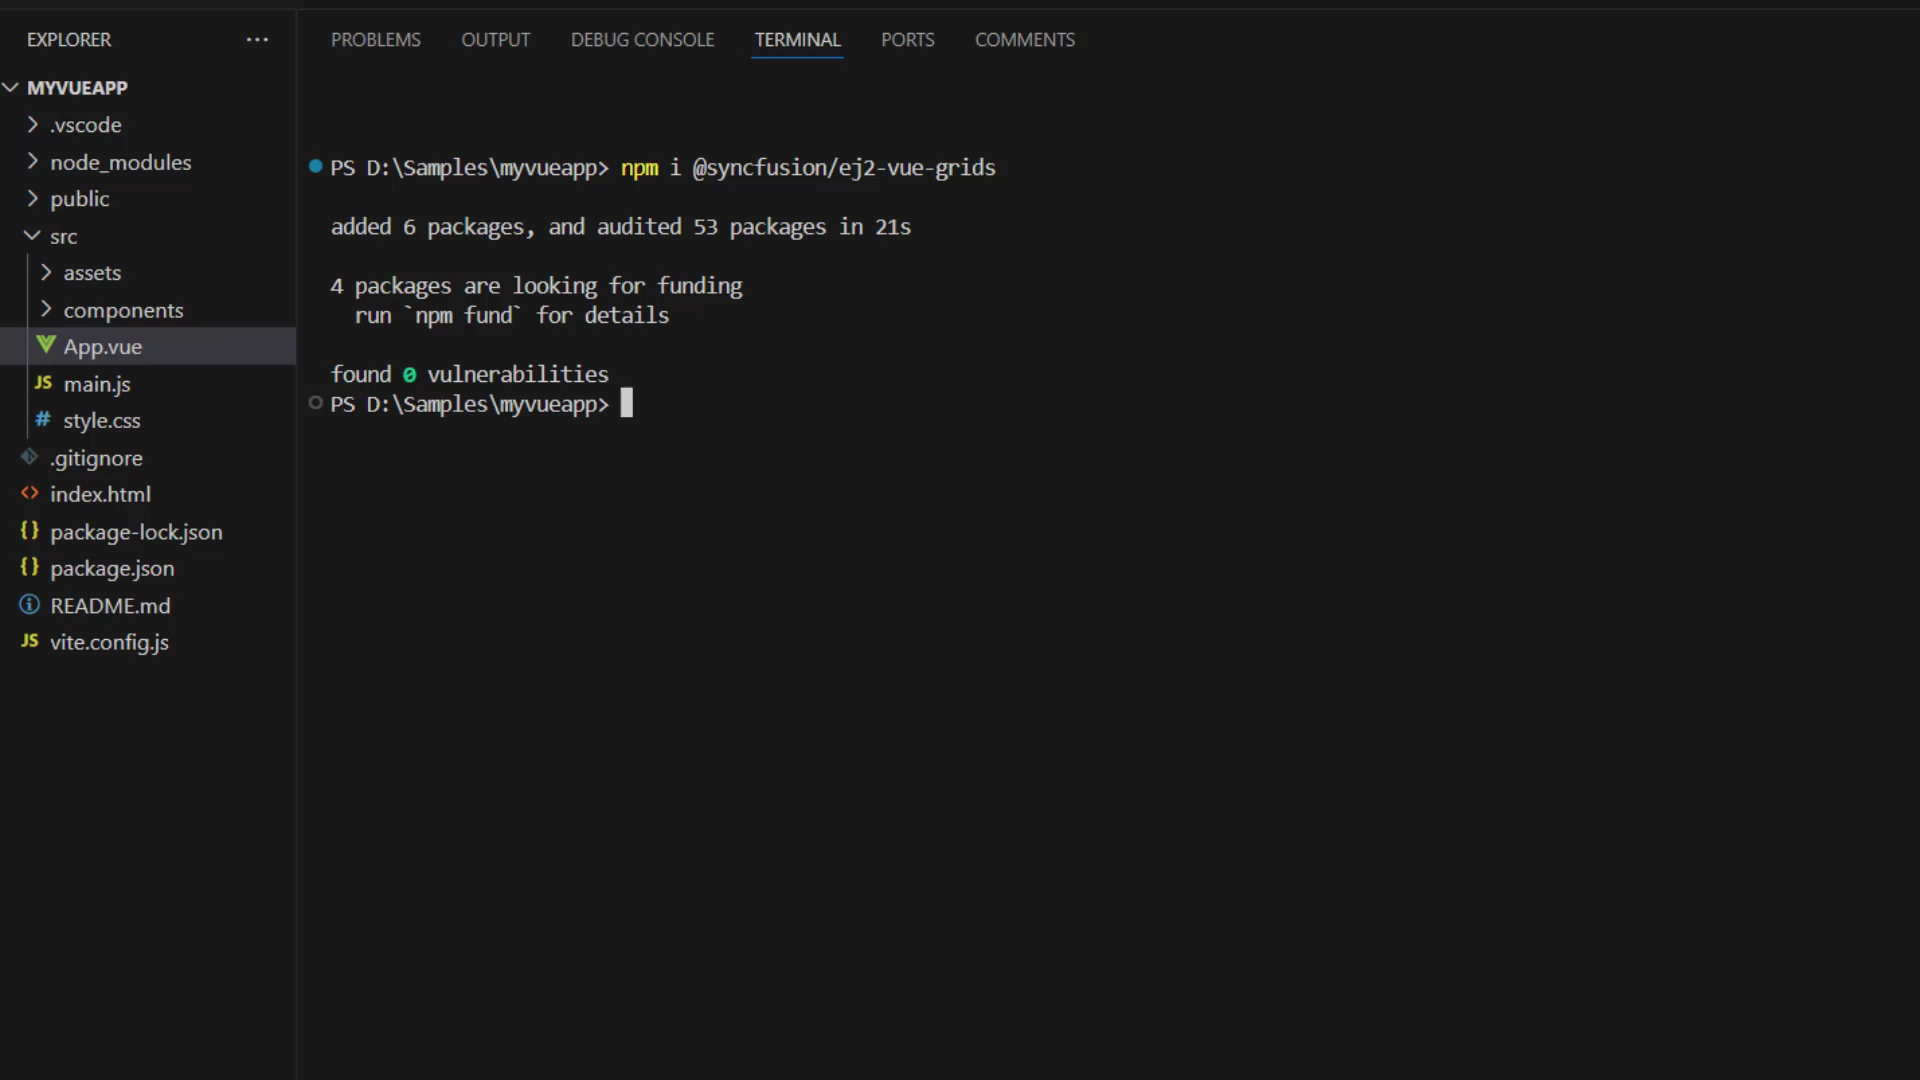 EXPLORER
MYVUEAPP
.vscode
node_modules
public
src
assets
components
App.vue
JS main.js
# style.css
.gitignore
<> index.html
{} package-lock.json
{} package.json
README.md
JS vite.config.js
PROBLEMS OUTPUT DEBUG CONSOLE TERMINAL PORTS COMMENTS
PS D:\Samples\myvueapp> npm i @syncfusion/ej2-vue-grids
added 6 packages, and audited 53 packages in 21s
4 packages are looking for funding
run `npm fund` for details
found 0 vulnerabilities
PS D:\Samples\myvueapp>